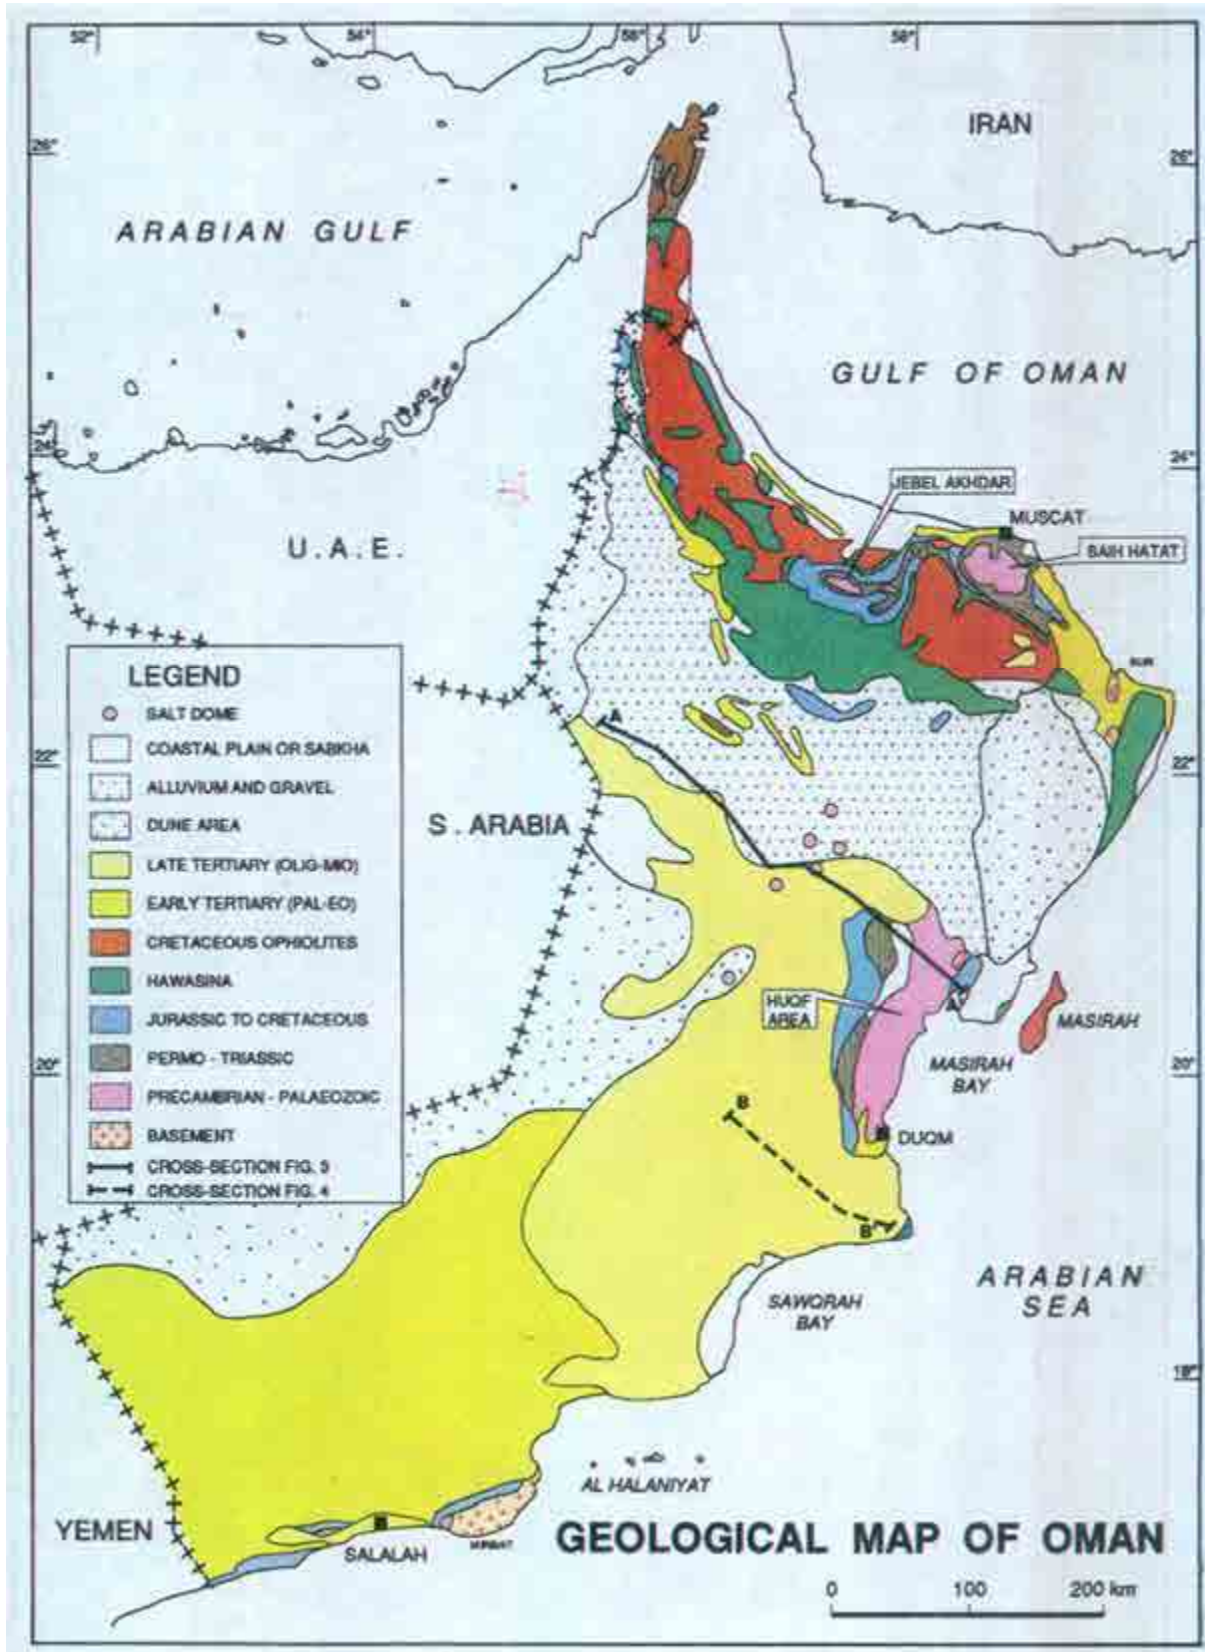 52°
54°
56°
58°
IRAN
26°
26°
ARABIAN GULF
GULF OF OMAN
24°
24°
JEBEL AKHDAR
MUSCAT
SAIH HATAT
U.A.E.
SUR
LEGEND
SALT DOME
COASTAL PLAIN OR SABKHA
ALLUVIUM AND GRAVEL
DUNE AREA
LATE TERTIARY (OLIG-MIO)
EARLY TERTIARY (PAL-EO)
CRETACEOUS OPHIOLITES
HAWASINA
JURASSIC TO CRETACEOUS
PERMO - TRIASSIC
PRECAMBRIAN - PALAEOZOIC
BASEMENT
CROSS-SECTION FIG. 3
CROSS-SECTION FIG. 4
A
22°
22°
S. ARABIA
HUQF
AREA
A'
MASIRAH
MASIRAH
BAY
20°
20°
B
DUQM
B'
ARABIAN
SEA
SAWQRAH
BAY
18°
AL HALANIYAT
YEMEN
SALALAH
MIRBAT
GEOLOGICAL MAP OF OMAN
0 100 200 km